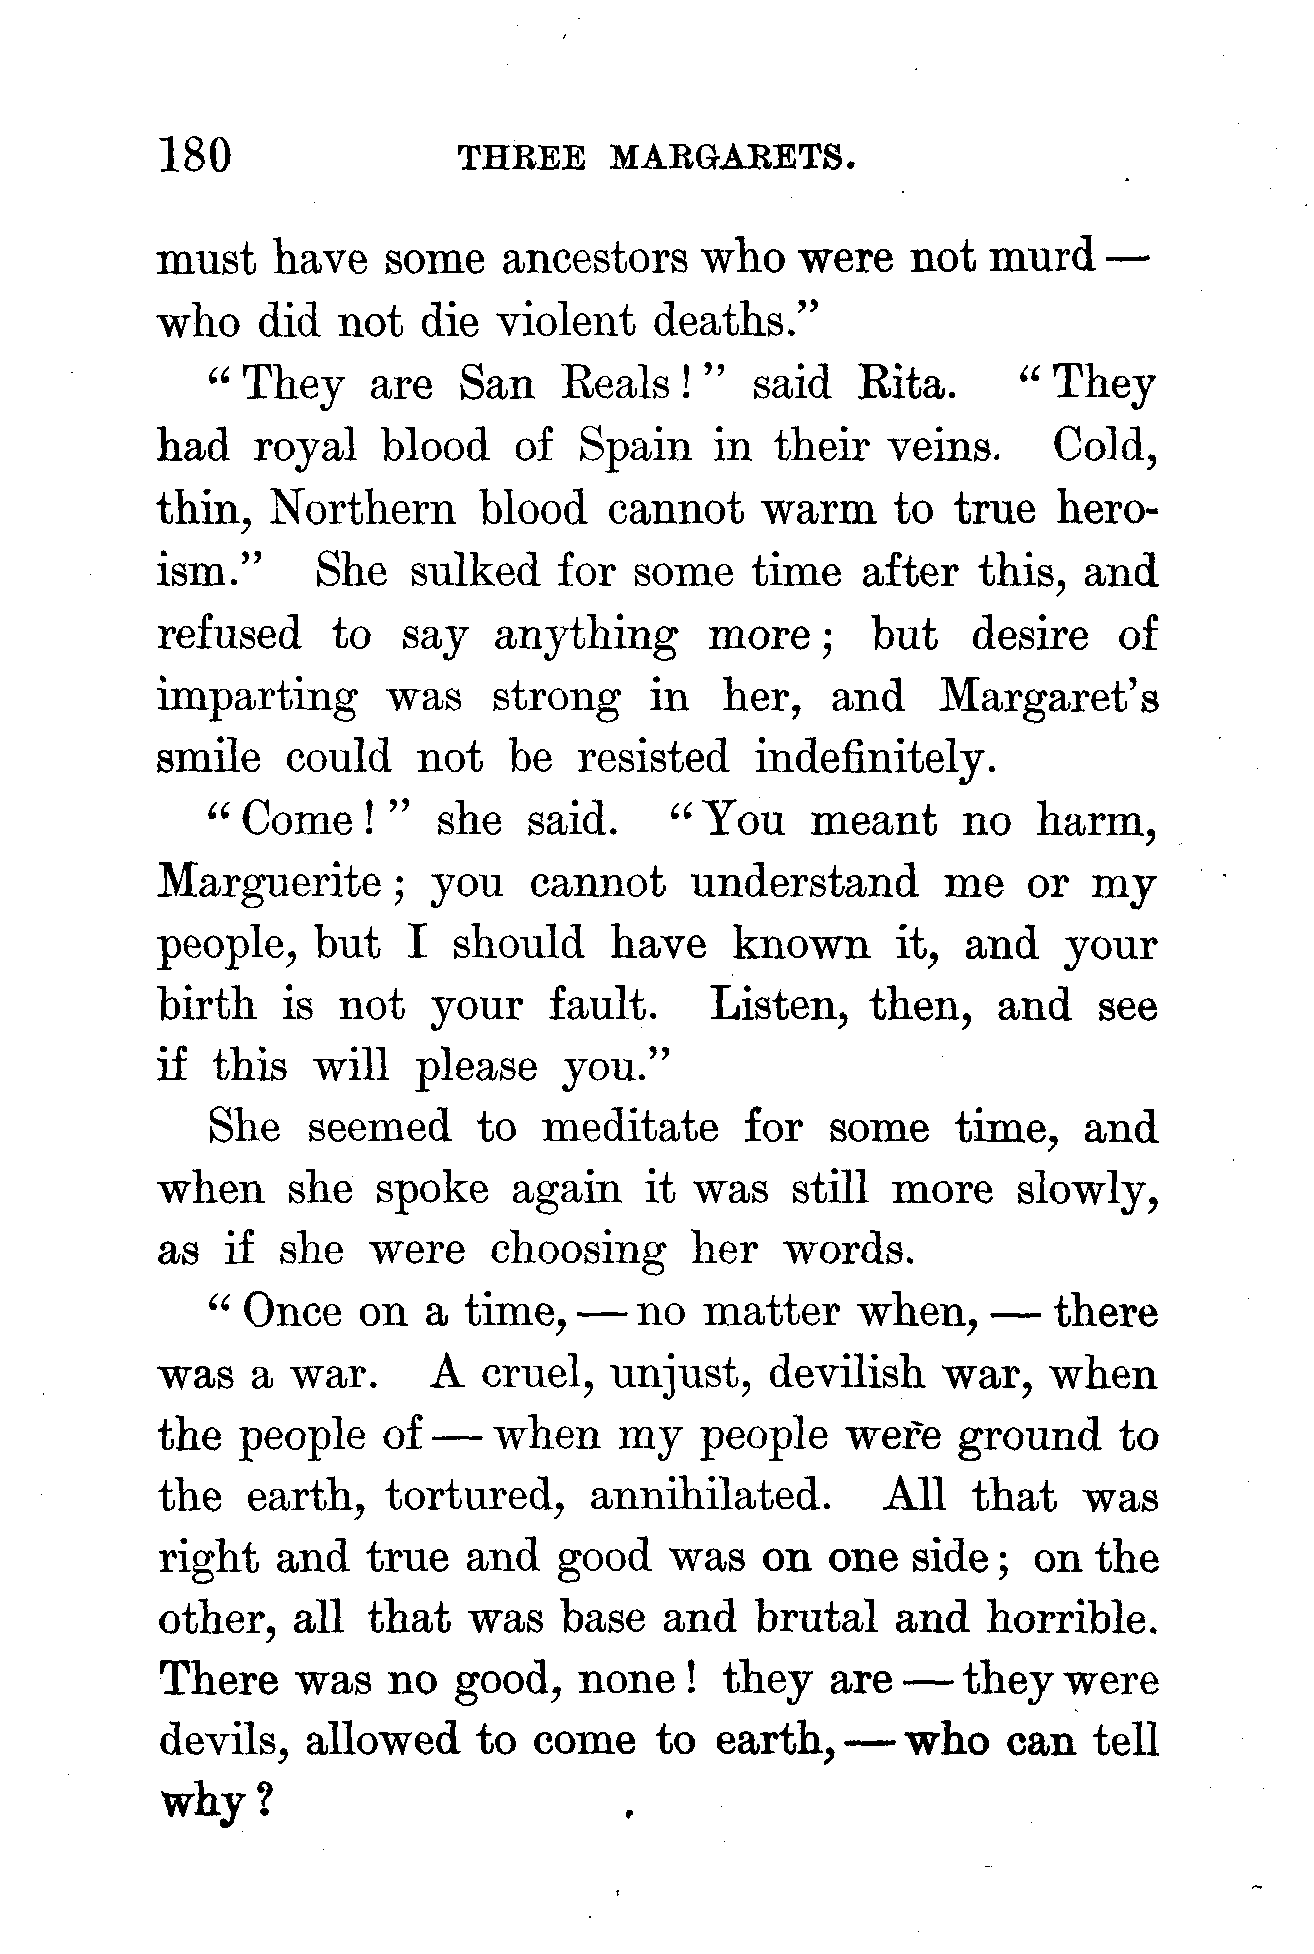 180 THREE MARGARETS.
must have some ancestors who were not murd —
who did not die violent deaths."
"They are San Reals!" said Rita. "They
had royal blood of Spain in their veins. Cold,
thin, Northern blood cannot warm to true hero-
ism." She sulked for some time after this, and
refused to say anything more; but desire of
imparting was strong in her, and Margaret's
smile could not be resisted indefinitely.
"Come!" she said. "You meant no harm,
Marguerite; you cannot understand me or my
people, but I should have known it, and your
birth is not your fault. Listen, then, and see
if this will please you."
She seemed to meditate for some time, and
when she spoke again it was still more slowly,
as if she were choosing her words.
"Once on a time, — no matter when, — there
was a war. A cruel, unjust, devilish war, when
the people of — when my people were ground to
the earth, tortured, annihilated. All that was
right and true and good was on one side; on the
other, all that was base and brutal and horrible.
There was no good, none! they are — they were
devils, allowed to come to earth, — who can tell
why?